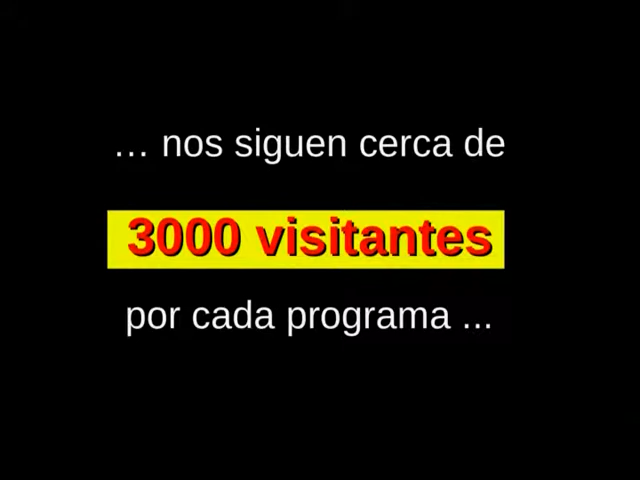 … nos siguen cerca de
3000 visitantes
por cada programa ...